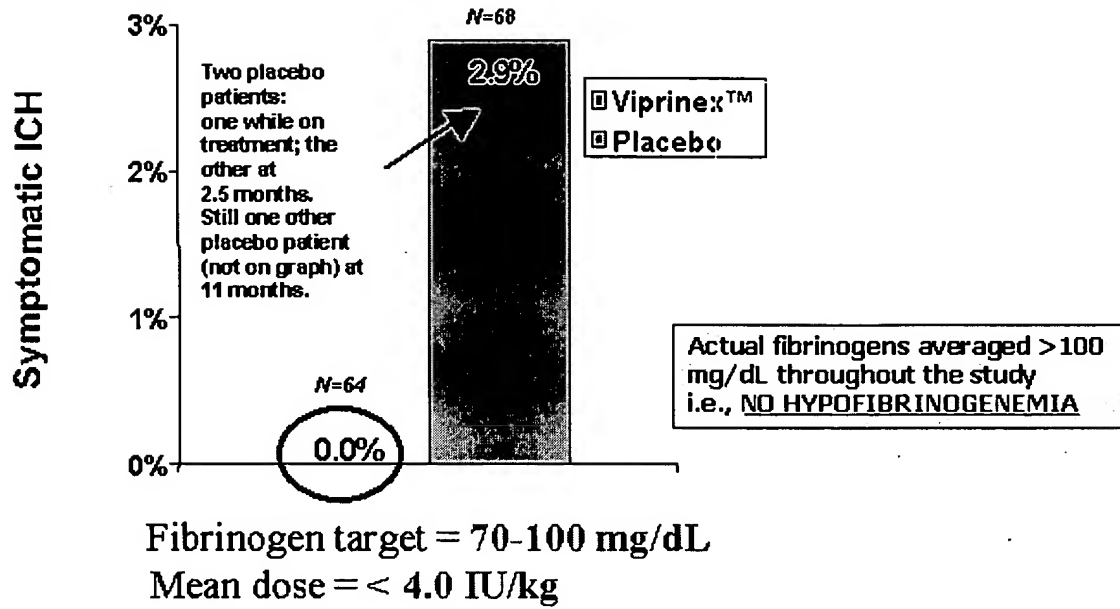 N=68
3%
Two placebo
patients:
one while on
treatment; the
other at
2.5 months.
Still one other
placebo patient
(not on graph) at
11 months.
2.9%
Viprinex™
Placebo
Symptomatic ICH
2%
1%
Actual fibrinogens averaged >100
mg/dL throughout the study
i.e., NO HYPOFIBRINOGENEMIA
N=64
0.0%
0%
Fibrinogen target = 70-100 mg/dL
Mean dose = < 4.0 IU/kg